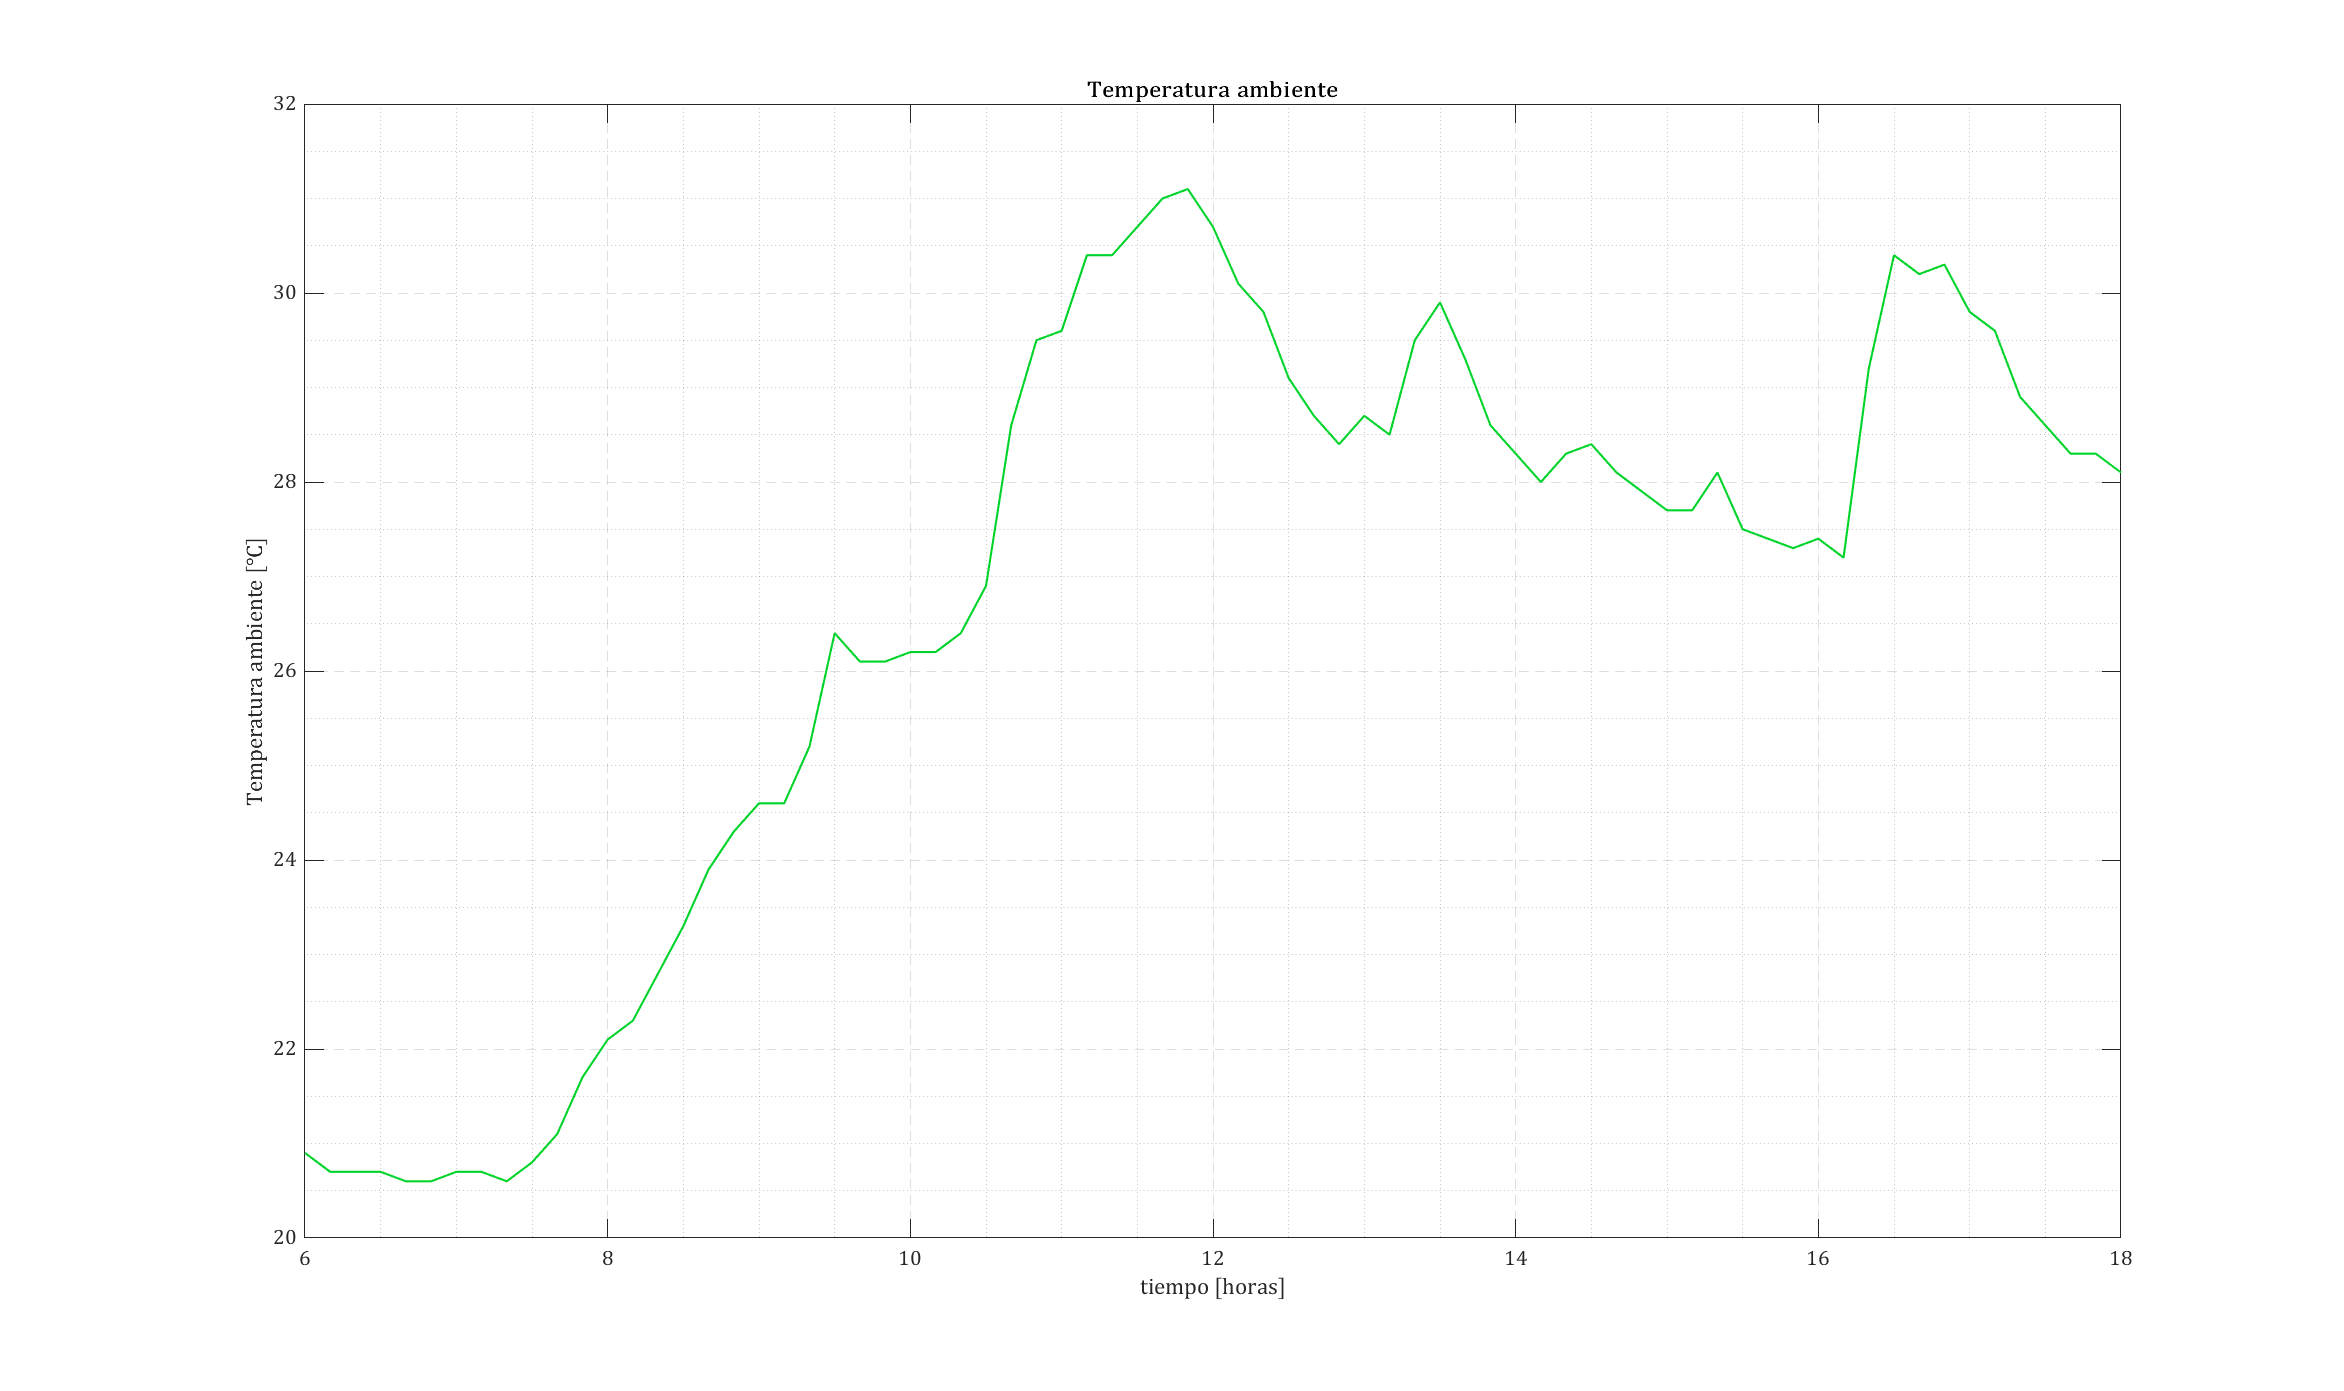 Temperatura ambiente
32
30
28
26
24
22
20
Temperatura ambiente [°C]
6 8 10 12 14 16 18
tiempo [horas]